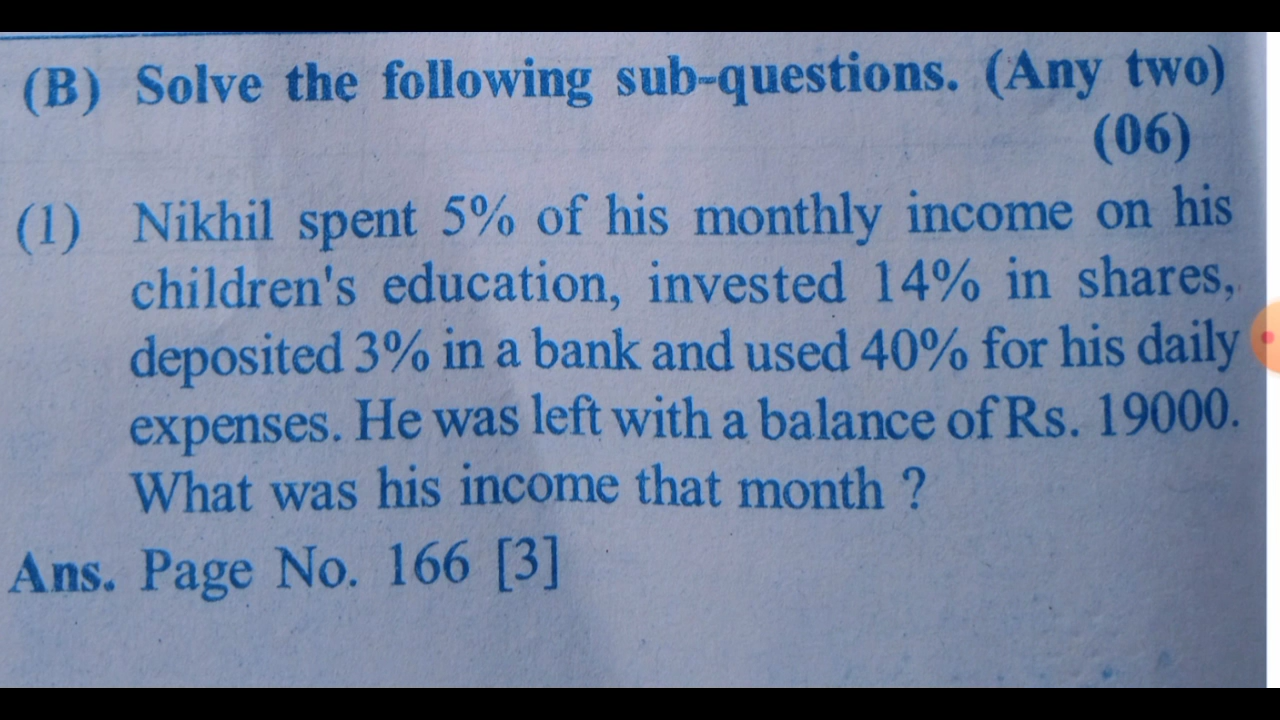 (B) Solve the following sub-questions. (Any two)
(06)
(1) Nikhil spent 5% of his monthly income on his
children's education, invested 14% in shares,
deposited 3% in a bank and used 40% for his daily
expenses. He was left with a balance of Rs. 19000.
What was his income that month ?
Ans. Page No. 166 [3]